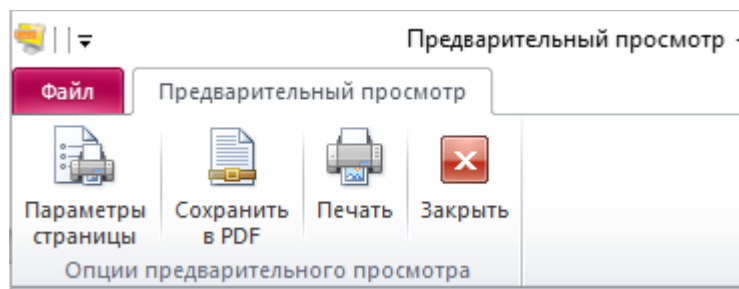 Предварительный просмотр -
Файл
Предварительный просмотр
Параметры страницы
Сохранить в PDF
Печать
Закрыть
Опции предварительного просмотра